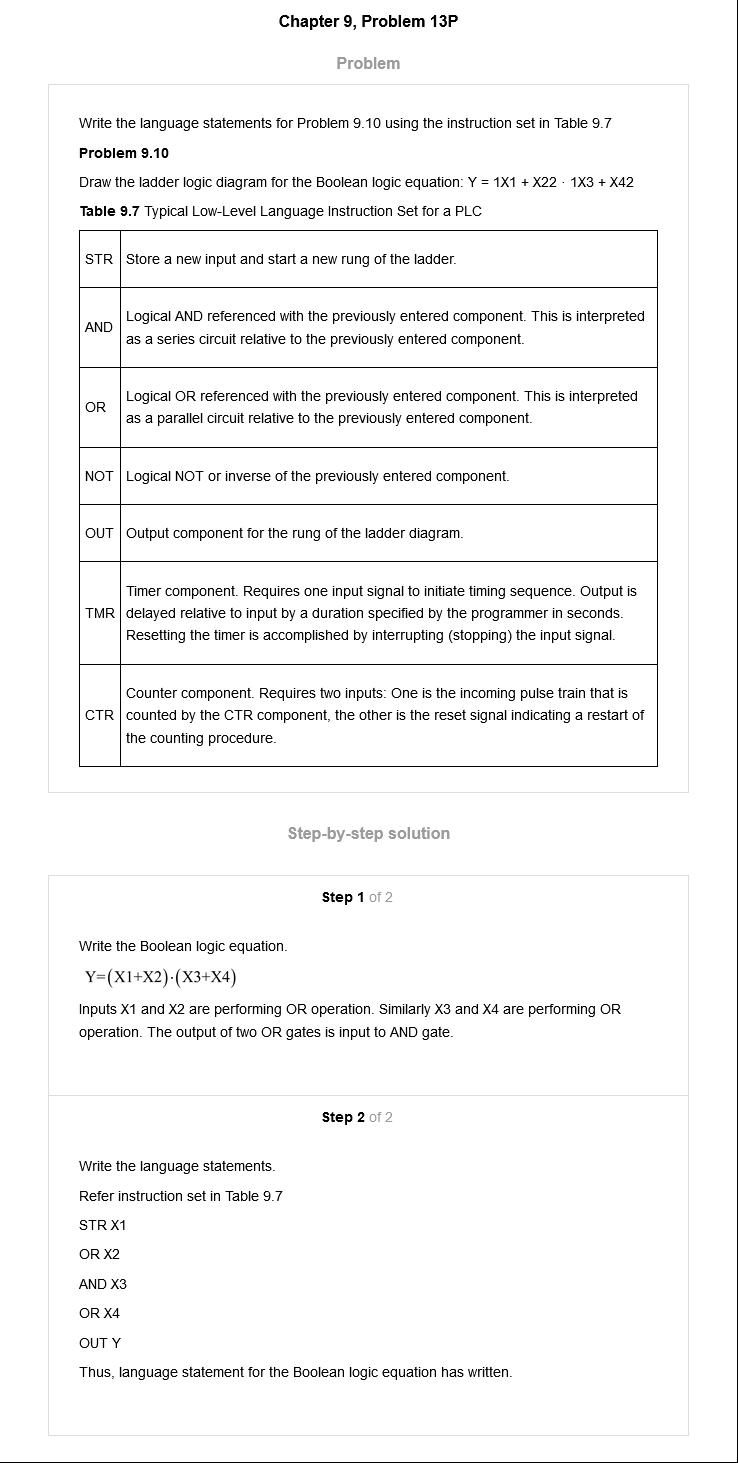 Chapter 9, Problem 13P
Problem
Write the language statements for Problem 9.10 using the instruction set in Table 9.7
Problem 9.10
Draw the ladder logic diagram for the Boolean logic equation: Y = 1X1 + X22 · 1X3 + X42
Table 9.7 Typical Low-Level Language Instruction Set for a PLC
STR Store a new input and start a new rung of the ladder.
Logical AND referenced with the previously entered component. This is interpreted
AND
as a series circuit relative to the previously entered component.
Logical OR referenced with the previously entered component. This is interpreted
OR
as a parallel circuit relative to the previously entered component.
NOT Logical NOT or inverse of the previously entered component.
OUT Output component for the rung of the ladder diagram.
Timer component. Requires one input signal to initiate timing sequence. Output is
TMR delayed relative to input by a duration specified by the programmer in seconds.
Resetting the timer is accomplished by interrupting (stopping) the input signal.
Counter component. Requires two inputs: One is the incoming pulse train that is
CTR counted by the CTR component, the other is the reset signal indicating a restart of
the counting procedure.
Step-by-step solution
Step 1 of 2
Write the Boolean logic equation.
Y=(X1+X2)·(X3+X4)
Inputs X1 and X2 are performing OR operation. Similarly X3 and X4 are performing OR
operation. The output of two OR gates is input to AND gate.
Step 2 of 2
Write the language statements.
Refer instruction set in Table 9.7
STR X1
OR X2
AND X3
OR X4
OUT Y
Thus, language statement for the Boolean logic equation has written.